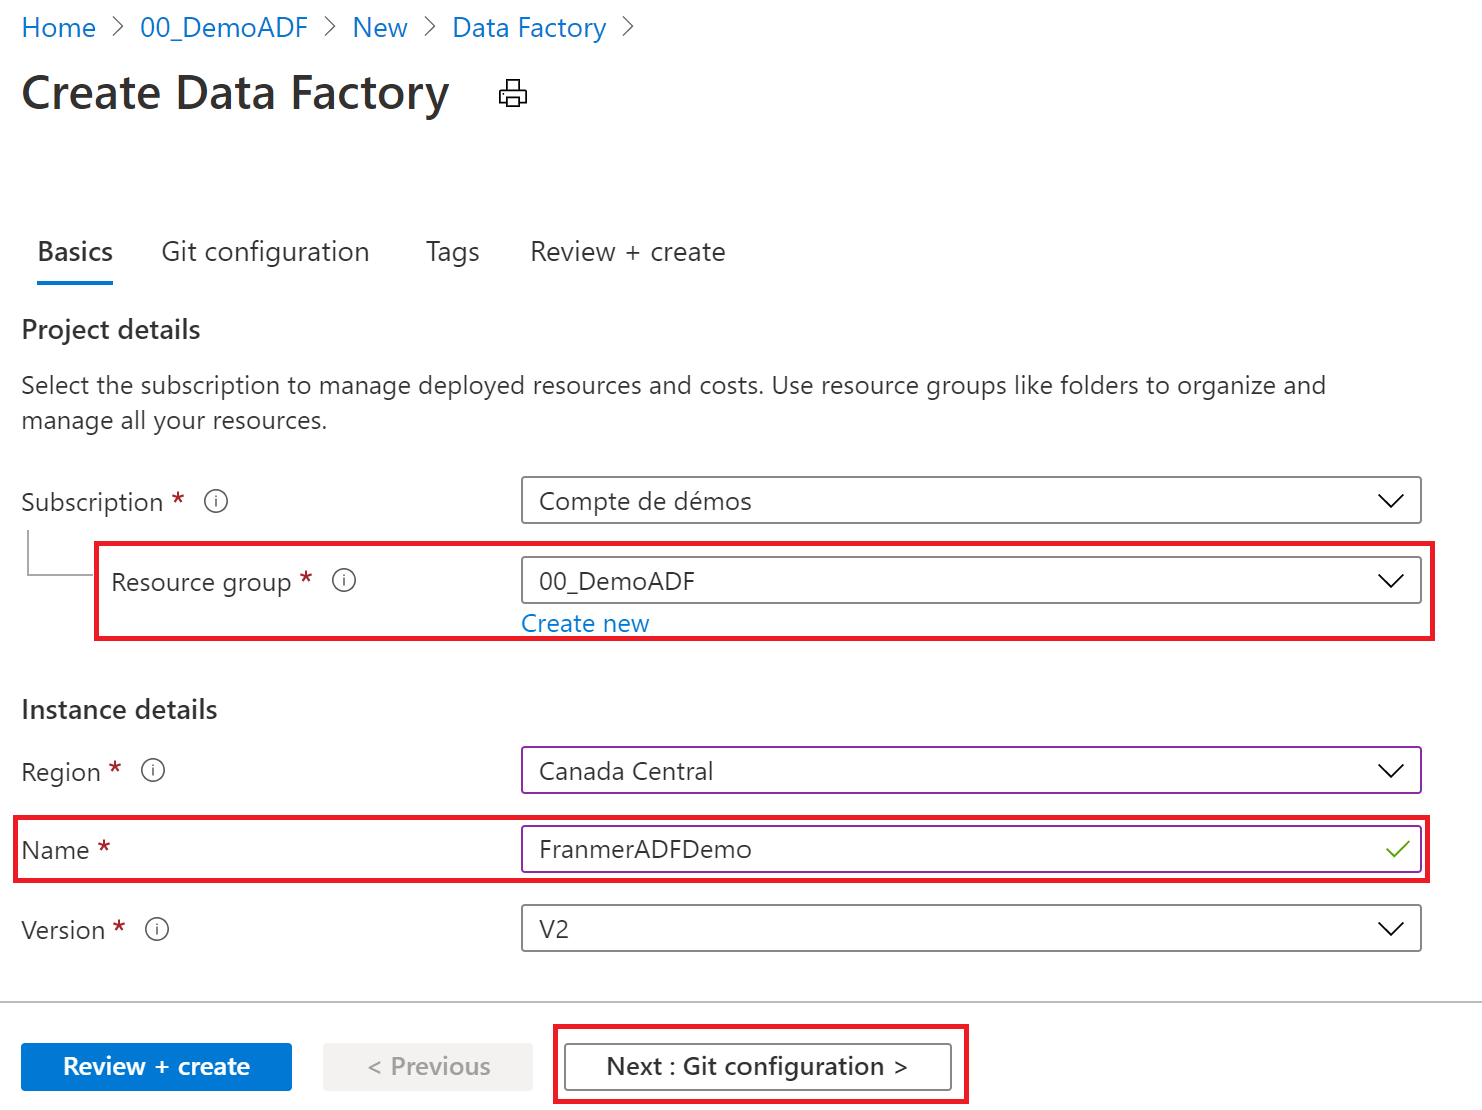 Home > 00_DemoADF > New > Data Factory >
Create Data Factory
Basics Git configuration Tags Review + create
Project details
Select the subscription to manage deployed resources and costs. Use resource groups like folders to organize and
manage all your resources.
Subscription * Compte de démos
Resource group * 00_DemoADF
Create new
Instance details
Region * Canada Central
Name * FranmerADFDemo
Version * V2
Review + create < Previous Next : Git configuration >